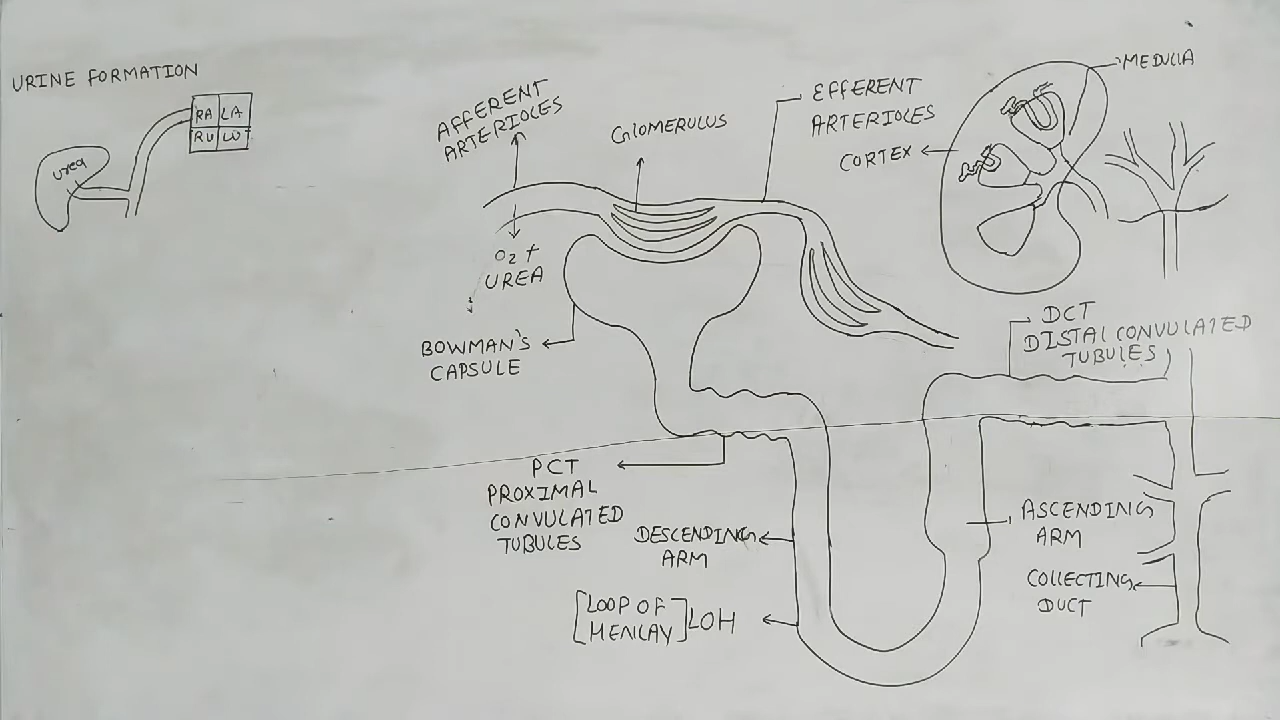 URINE FORMATION
RA LA
RV LV
urea
AFFERENT
ARTERIOLES
GLOMERULUS
EFFERENT
ARTERIOLES
CORTEX
MEDULLA
O2 +
UREA
BOWMAN'S
CAPSULE
DCT
DISTAL CONVULATED
TUBULES
PCT
PROXIMAL
CONVULATED
TUBULES
DESCENDING
ARM
ASCENDING
ARM
COLLECTING
DUCT
[LOOP OF
MENLAY] LOH